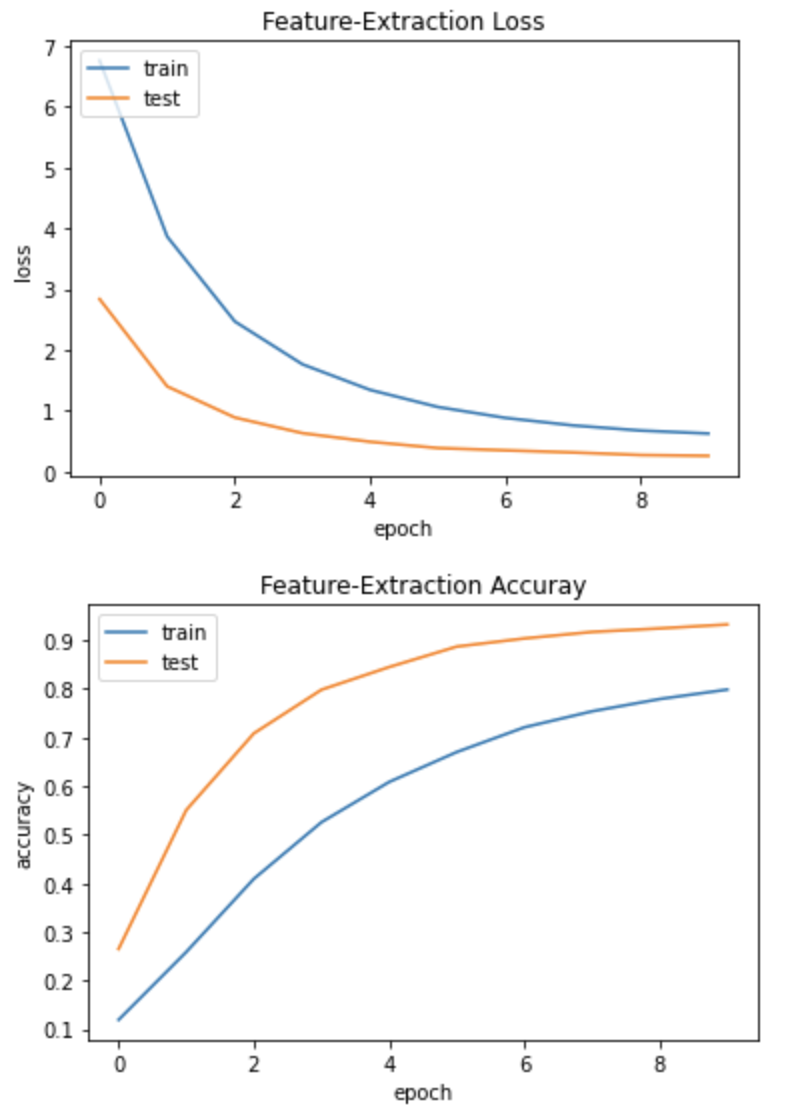 Feature-Extraction Loss
7
train
test
6
5
4
3
2
1
0
loss
0 2 4 6 8
epoch
Feature-Extraction Accuray
train
test
0.9
0.8
0.7
0.6
0.5
0.4
0.3
0.2
0.1
accuracy
0 2 4 6 8
epoch